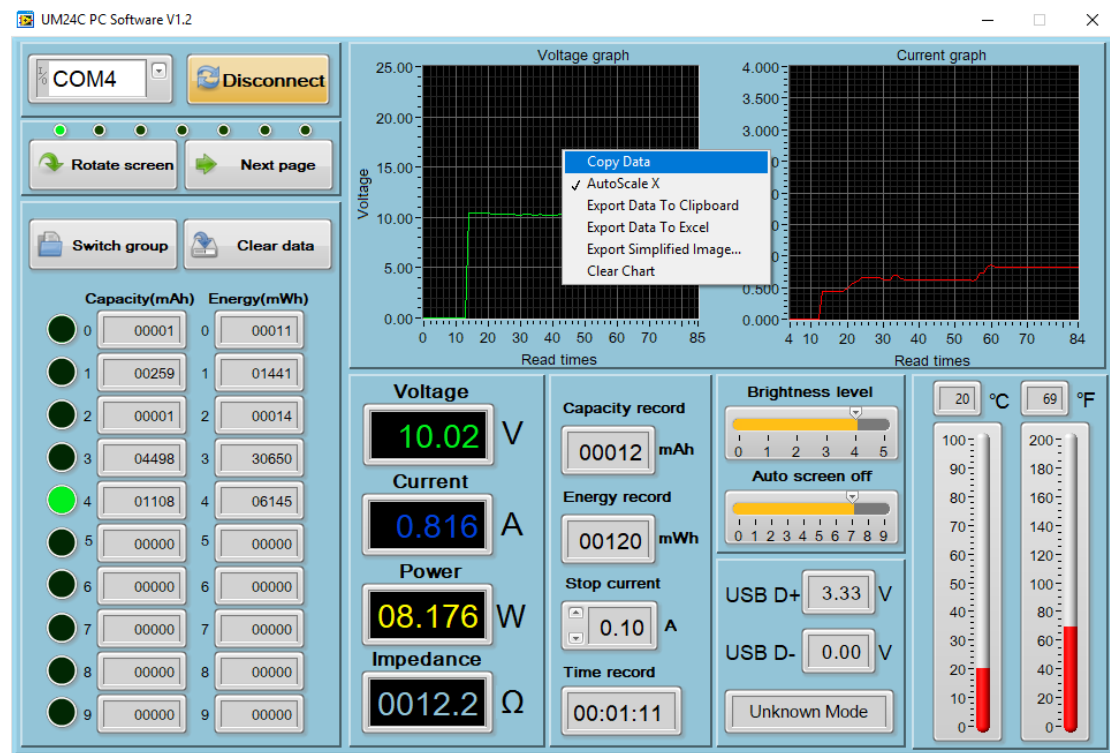 UM24C PC Software V1.2
COM4
Disconnect
Rotate screen
Next page
Switch group
Clear data
Capacity(mAh) Energy(mWh)
0 00001 0 00011
1 00259 1 01441
2 00001 2 00014
3 04498 3 30650
4 01108 4 06145
5 00000 5 00000
6 00000 6 00000
7 00000 7 00000
8 00000 8 00000
9 00000 9 00000
Voltage graph
Voltage
25.00
20.00
15.00
10.00
5.00
0.00
0 10 20 30 40 50 60 70 85
Read times
Current graph
4.000
3.500
3.000
0.500
0.000
4 10 20 30 40 50 60 70 84
Read times
Copy Data
✓ AutoScale X
Export Data To Clipboard
Export Data To Excel
Export Simplified Image...
Clear Chart
Voltage
10.02 V
Current
0.816 A
Power
08.176 W
Impedance
0012.2 Ω
Capacity record
00012 mAh
Energy record
00120 mWh
Stop current
0.10 A
Time record
00:01:11
Brightness level
0 1 2 3 4 5
Auto screen off
0 1 2 3 4 5 6 7 8 9
USB D+ 3.33 V
USB D- 0.00 V
Unknown Mode
20 °C
100
90
80
70
60
50
40
30
20
10
0
69 °F
200
180
160
140
120
100
80
60
40
20
0